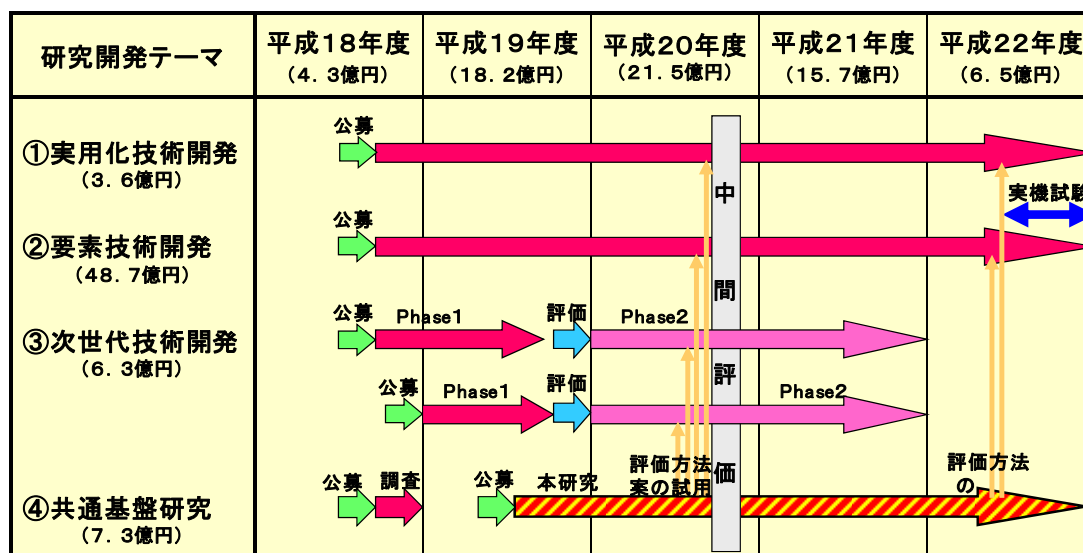 研究開発テーマ
平成18年度
(4.3億円)
平成19年度
(18.2億円)
平成20年度
(21.5億円)
平成21年度
(15.7億円)
平成22年度
(6.5億円)
公募
①実用化技術開発
(3.6億円)
実機試験
公募
②要素技術開発
(48.7億円)
公募
Phase1
評価
Phase2
③次世代技術開発
(6.3億円)
公募
Phase1
評価
Phase2
中間評価
公募
調査
公募
本研究
評価方法
案の試用
評価方法
の
④共通基盤研究
(7.3億円)